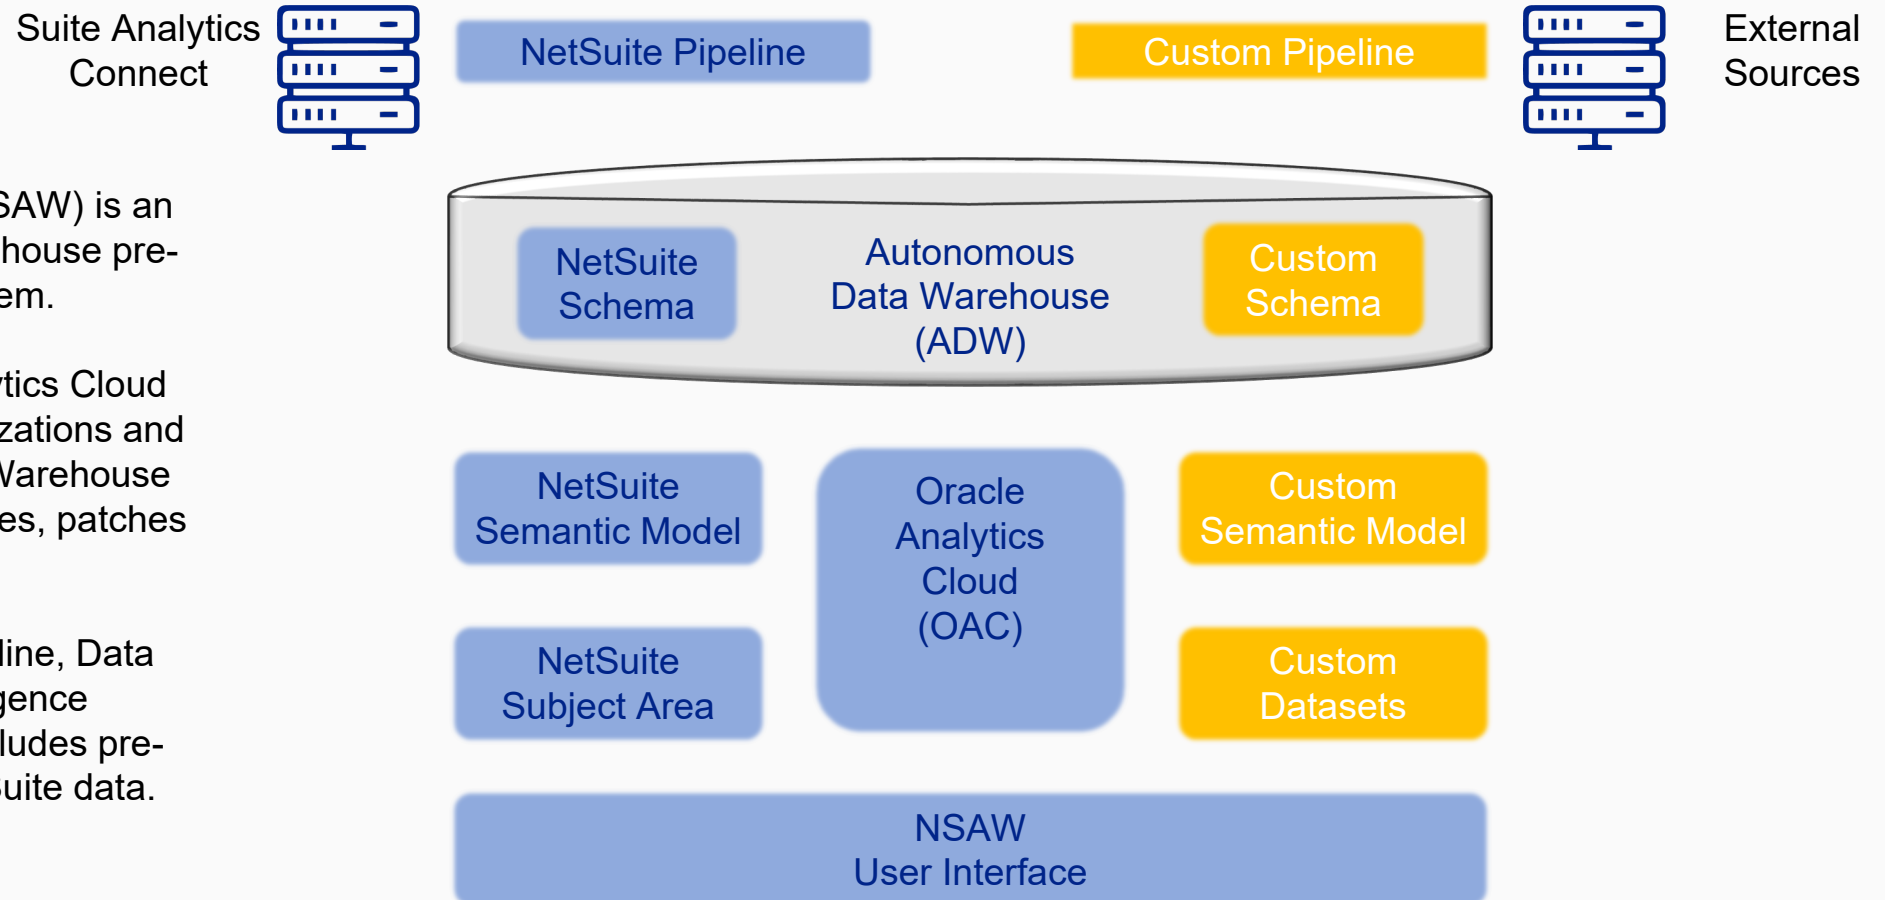 Suite Analytics
Connect
NetSuite Pipeline
Custom Pipeline
External
Sources
SAW) is an
house pre-
em.
tics Cloud
zations and
Warehouse
es, patches
line, Data
gence
ludes pre-
Suite data.
NetSuite
Schema
Autonomous
Data Warehouse
(ADW)
Custom
Schema
NetSuite
Semantic Model
Oracle
Analytics
Cloud
(OAC)
Custom
Semantic Model
NetSuite
Subject Area
Custom
Datasets
NSAW
User Interface